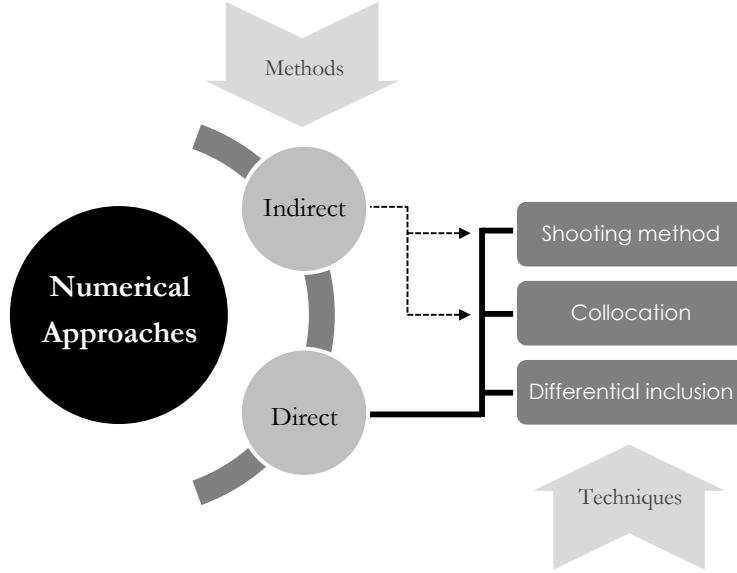 Methods
Indirect
Numerical
Approaches
Direct
Shooting method
Collocation
Differential inclusion
Techniques